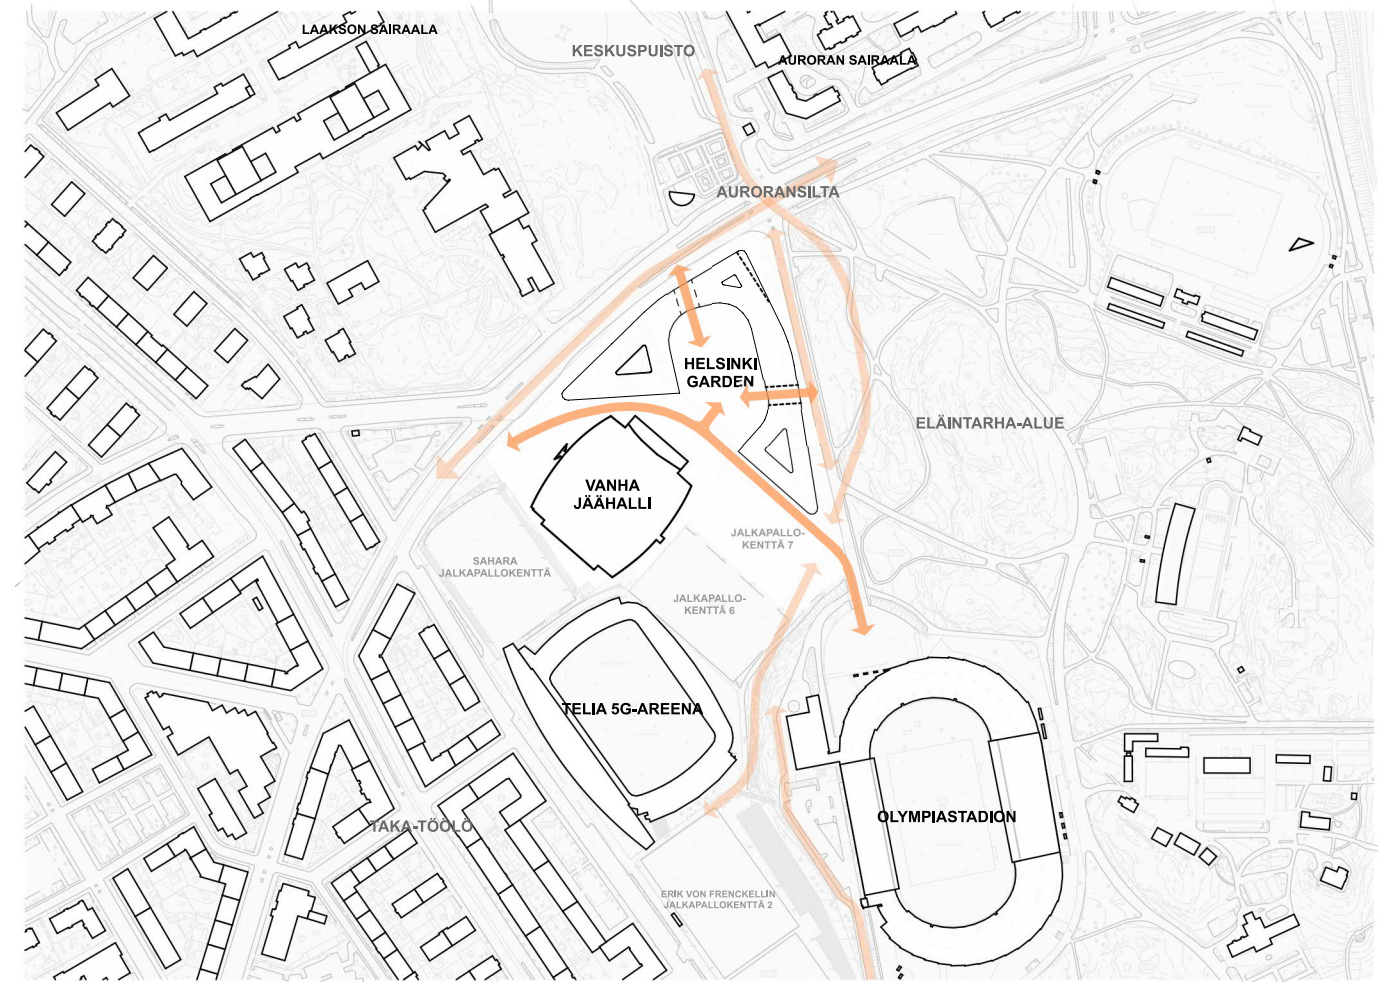 LAAKSON SAIRAALA
KESKUSPUISTO
AURORAN SAIRAALA
AURORANSILTA
HELSINKI
GARDEN
ELÄINTARHA-ALUE
VANHA
JÄÄHALLI
JALKAPALLO-
KENTTÄ 7
SAHARA
JALKAPALLOKENTTÄ
JALKAPALLO-
KENTTÄ 6
TELIA 5G-AREENA
OLYMPIASTADION
TAKA-TÖÖLÖ
ERIK VON FRENCKELLIN
JALKAPALLOKENTTÄ 2